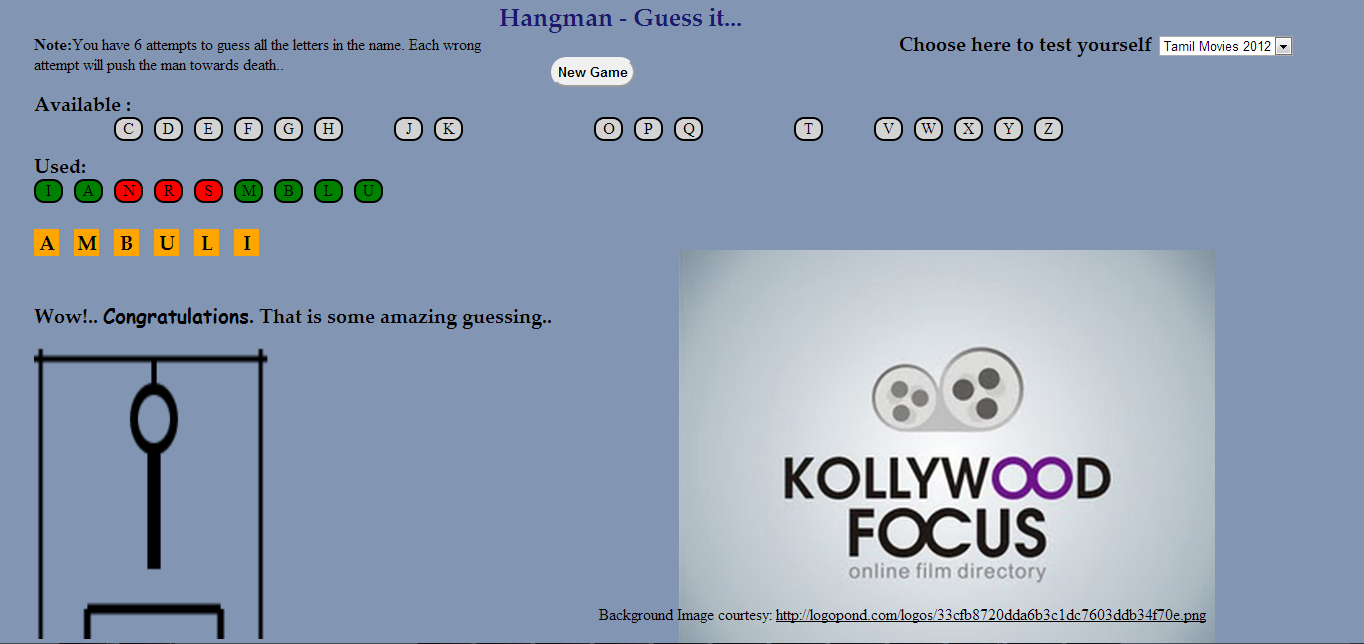 Hangman - Guess it...
Note:You have 6 attempts to guess all the letters in the name. Each wrong
attempt will push the man towards death..
Choose here to test yourself Tamil Movies 2012
New Game
Available :
C D E F G H J K O P Q T V W X Y Z
Used:
I A N R S M B L U
A M B U L I
Wow!.. Congratulations. That is some amazing guessing..
KOLLYWOOD
FOCUS
online film directory
Background Image courtesy: http://logopond.com/logos/33cfb8720dda6b3c1dc7603ddb34f70e.png